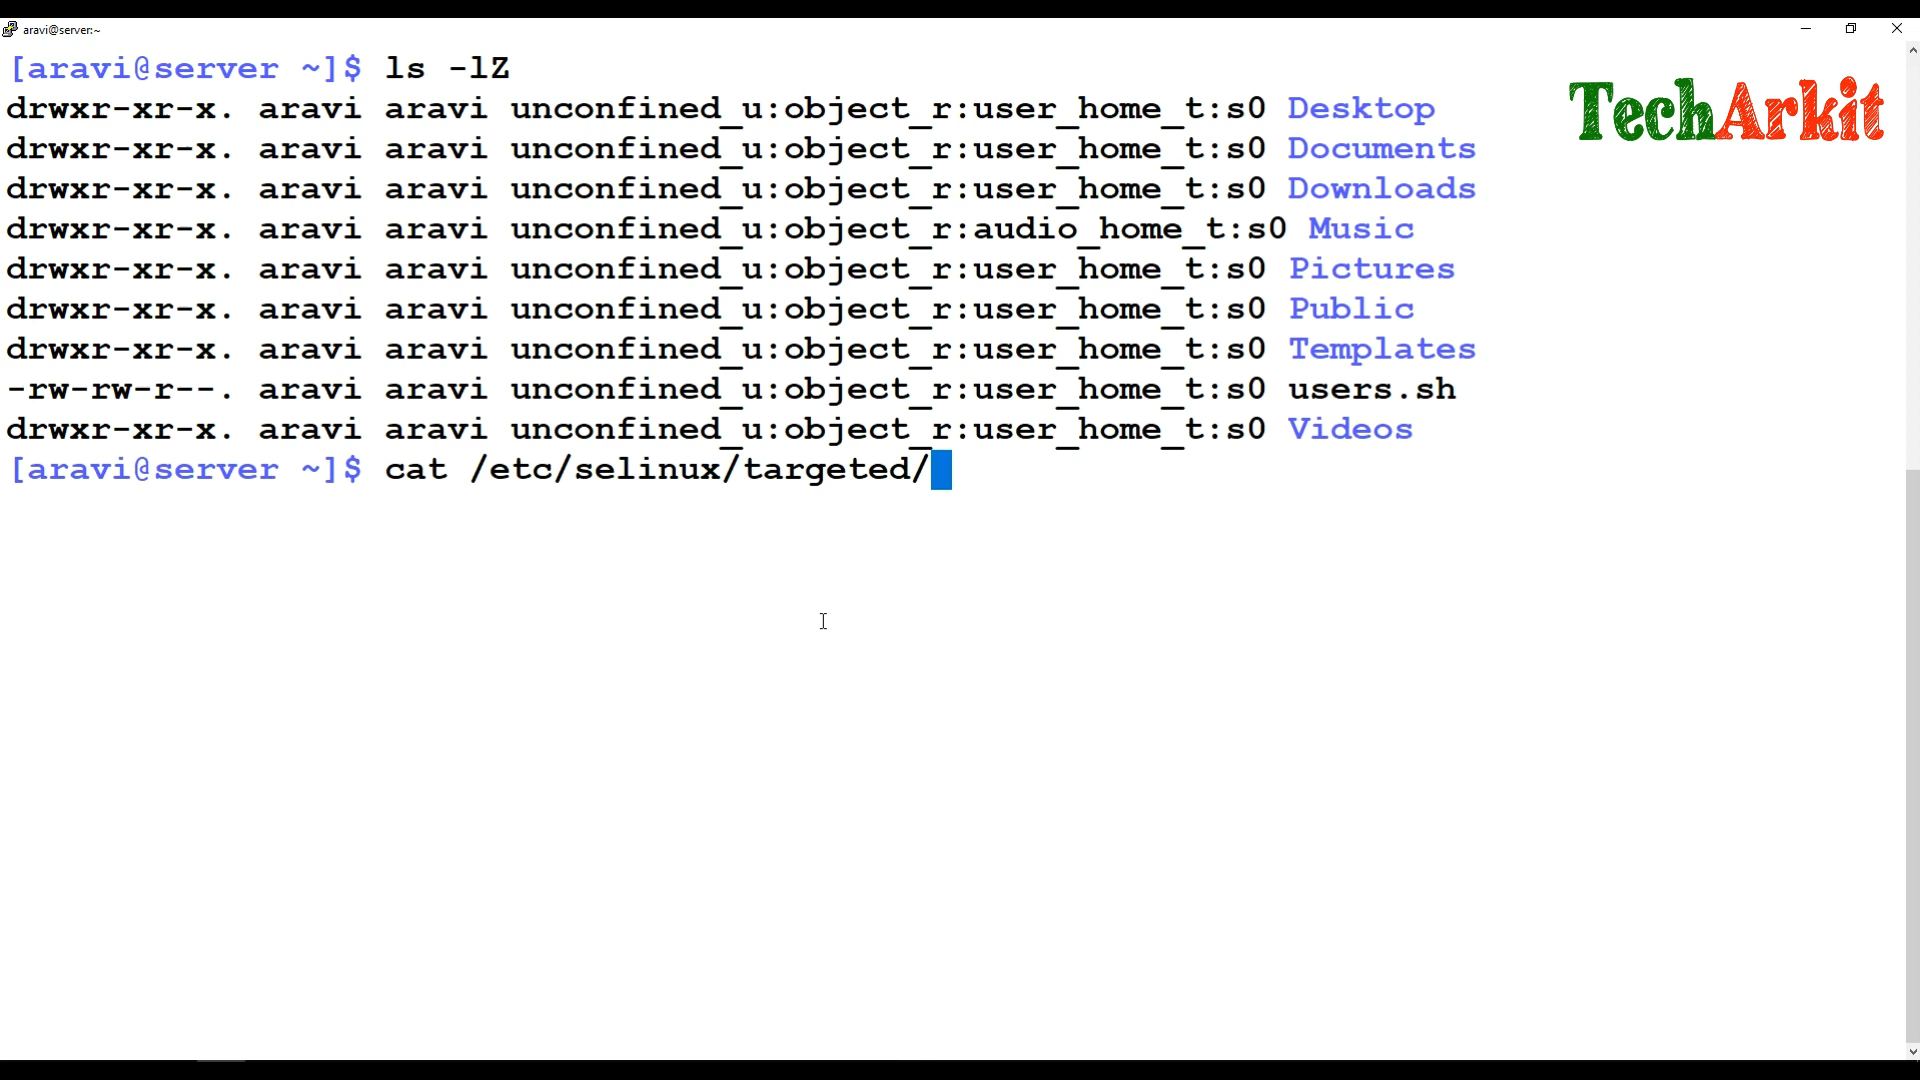 aravi@server:~
[aravi@server ~]$ ls -lZ
drwxr-xr-x. aravi aravi unconfined_u:object_r:user_home_t:s0 Desktop
drwxr-xr-x. aravi aravi unconfined_u:object_r:user_home_t:s0 Documents
drwxr-xr-x. aravi aravi unconfined_u:object_r:user_home_t:s0 Downloads
drwxr-xr-x. aravi aravi unconfined_u:object_r:audio_home_t:s0 Music
drwxr-xr-x. aravi aravi unconfined_u:object_r:user_home_t:s0 Pictures
drwxr-xr-x. aravi aravi unconfined_u:object_r:user_home_t:s0 Public
drwxr-xr-x. aravi aravi unconfined_u:object_r:user_home_t:s0 Templates
-rw-rw-r--. aravi aravi unconfined_u:object_r:user_home_t:s0 users.sh
drwxr-xr-x. aravi aravi unconfined_u:object_r:user_home_t:s0 Videos
[aravi@server ~]$ cat /etc/selinux/targeted/
TechArkit